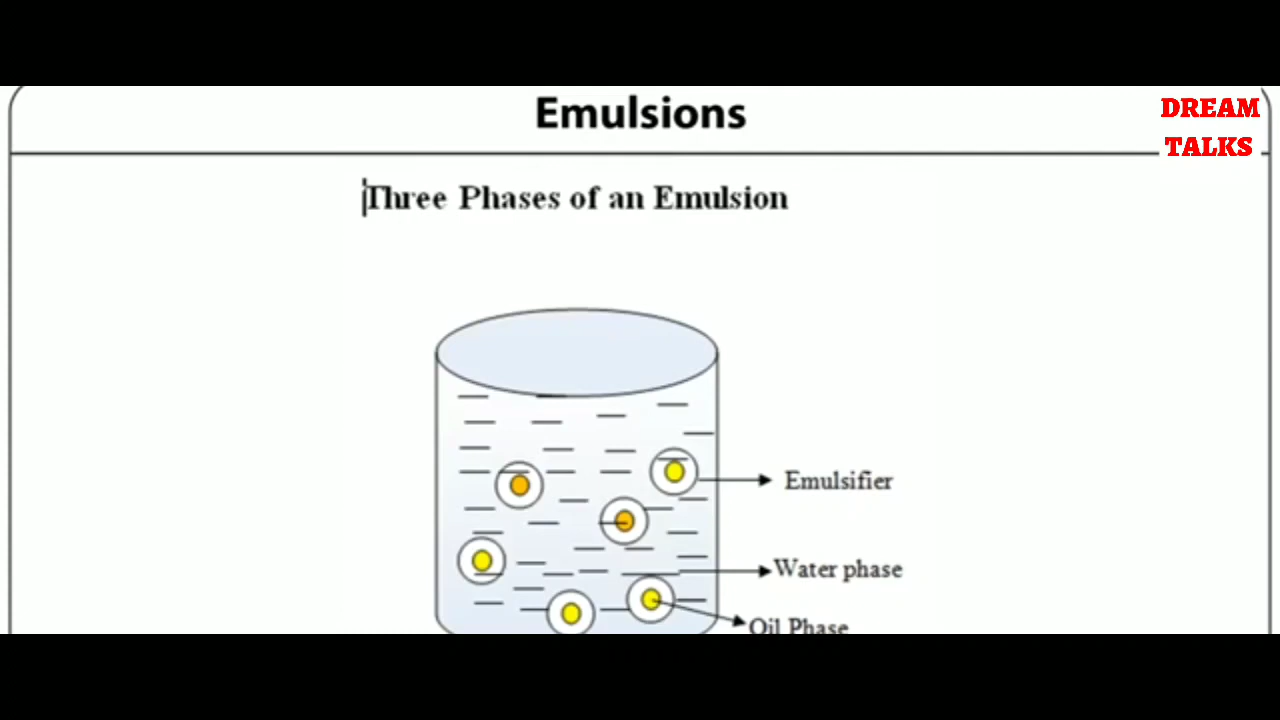 Emulsions
DREAM
TALKS
Three Phases of an Emulsion
Emulsifier
Water phase
Oil Phase